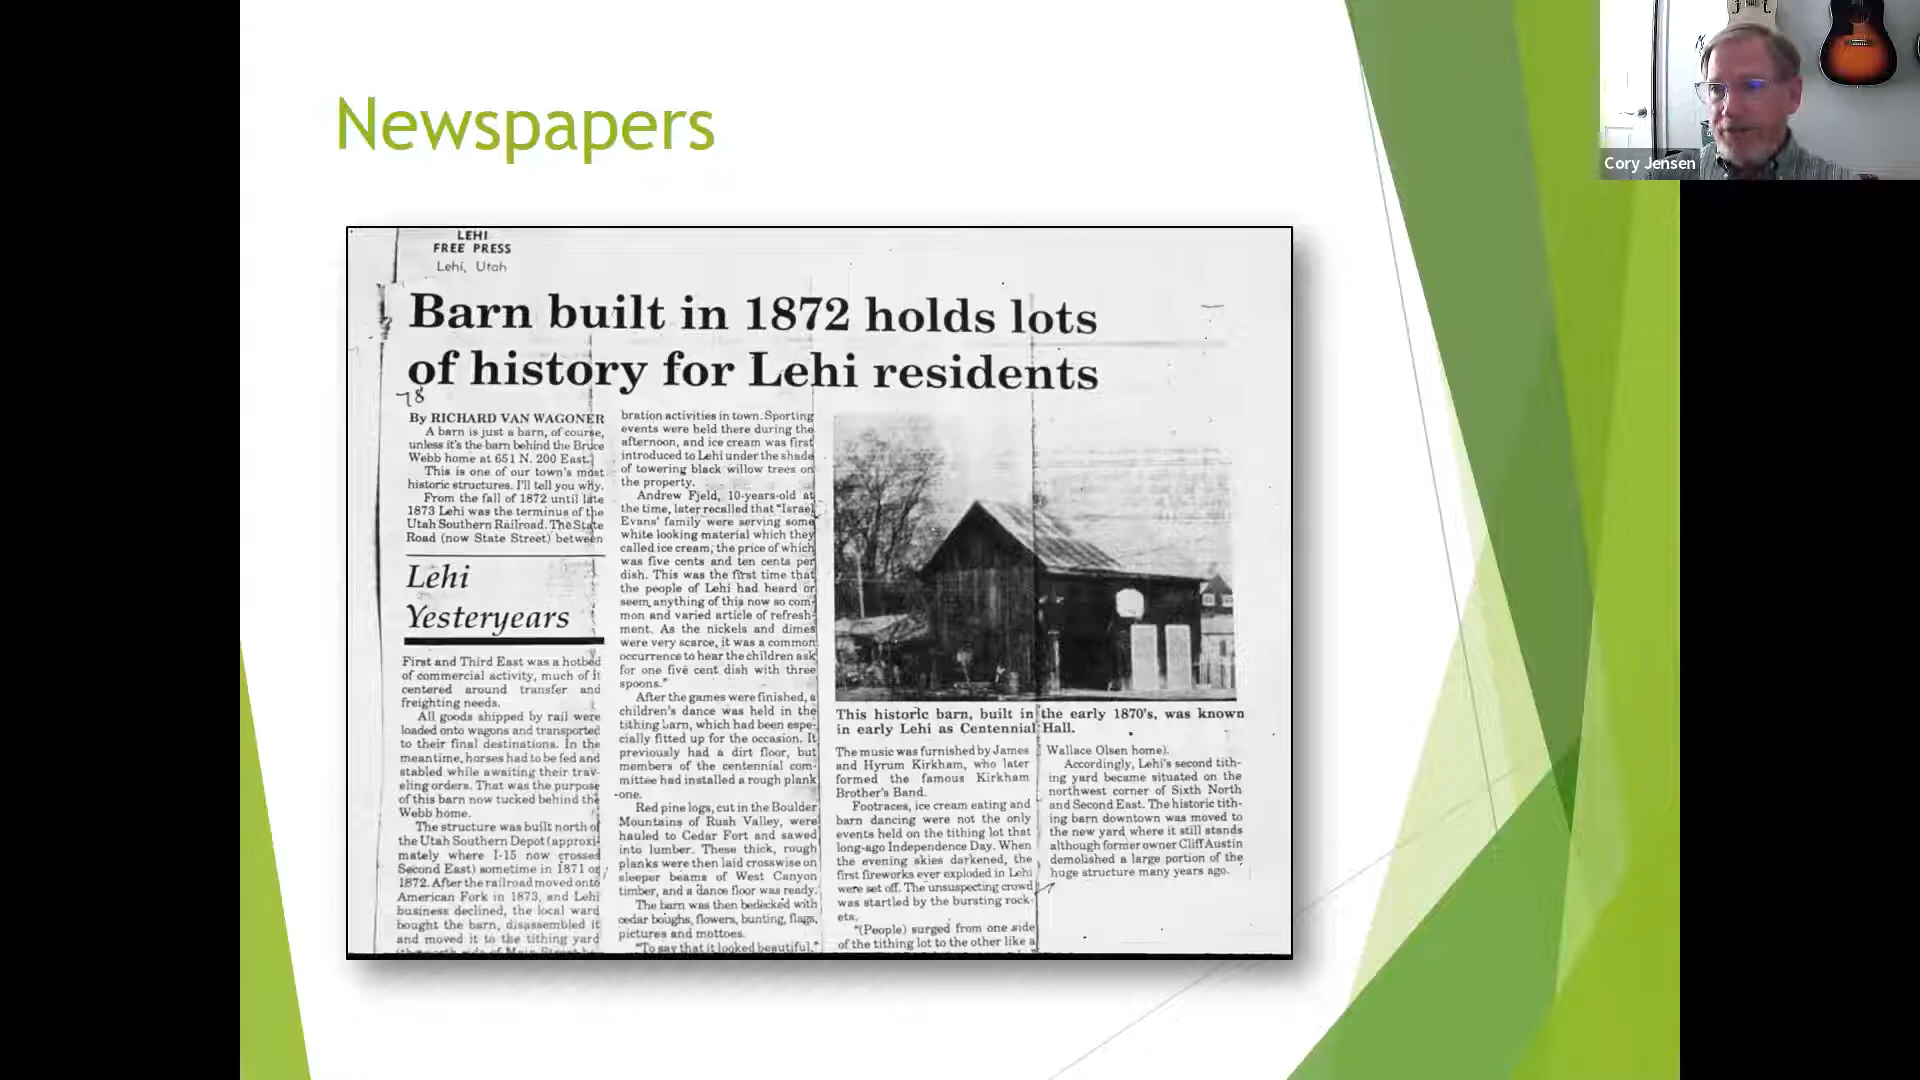 Newspapers
Cory Jensen
LEHI
FREE PRESS
Lehi, Utah
Barn built in 1872 holds lots
of history for Lehi residents
78
By RICHARD VAN WAGONER
A barn is just a barn, of course,
unless it's the barn behind the Bruce
Webb home at 651 N. 200 East.
This is one of our town's most
historic structures. I'll tell you why.
From the fall of 1872 until late
1873 Lehi was the terminus of the
Utah Southern Railroad. The State
Road (now State Street) between
Lehi
Yesteryears
First and Third East was a hotbed
of commercial activity, much of it
centered around transfer and
freighting needs.
All goods shipped by rail were
loaded onto wagons and transported
to their final destinations. In the
meantime, horses had to be fed and
stabled while awaiting their trav-
eling orders. That was the purpose
of this barn now tucked behind the
Webb home.
The structure was built north of
the Utah Southern Depot (approxi-
mately where I-15 now crosses
Second East) sometime in 1871 or
1872. After the railroad moved onto
American Fork in 1873, and Lehi
business declined, the local ward
bought the barn, disassembled it
and moved it to the tithing yard
bration activities in town. Sporting
events were held there during the
afternoon, and ice cream was first
introduced to Lehi under the shade
of towering black willow trees on
the property.
Andrew Fjeld, 10-years-old at
the time, later recalled that "Israel
Evans' family were serving some
white looking material which they
called ice cream, the price of which
was five cents and ten cents per
dish. This was the first time that
the people of Lehi had heard or
seem anything of this now so com-
mon and varied article of refresh-
ment. As the nickels and dimes
were very scarce, it was a common
occurrence to hear the children ask
for one five cent dish with three
spoons."
After the games were finished, a
children's dance was held in the
tithing barn, which had been espe-
cially fitted up for the occasion. It
previously had a dirt floor, but
members of the centennial com-
mittee had installed a rough plank
one.
Red pine logs, cut in the Boulder
Mountains of Rush Valley, were
hauled to Cedar Fort and sawed
into lumber. These thick, rough
planks were then laid crosswise on
sleeper beams of West Canyon
timber, and a dance floor was ready.
The barn was then bedecked with
cedar boughs, flowers, bunting, flags,
pictures and mottoes.
"To say that it looked beautiful,"
This historic barn, built in the early 1870's, was known
in early Lehi as Centennial Hall.
The music was furnished by James
and Hyrum Kirkham, who later
formed the famous Kirkham
Brother's Band.
Footraces, ice cream eating and
barn dancing were not the only
events held on the tithing lot that
long-ago Independence Day. When
the evening skies darkened, the
first fireworks ever exploded in Lehi
were set off. The unsuspecting crowd
was startled by the bursting rock-
ets.
"(People) surged from one side
of the tithing lot to the other like a
Wallace Olsen home).
Accordingly, Lehi's second tith-
ing yard became situated on the
northwest corner of Sixth North
and Second East. The historic tith-
ing barn downtown was moved to
the new yard where it still stands
although former owner Cliff Austin
demolished a large portion of the
huge structure many years ago.